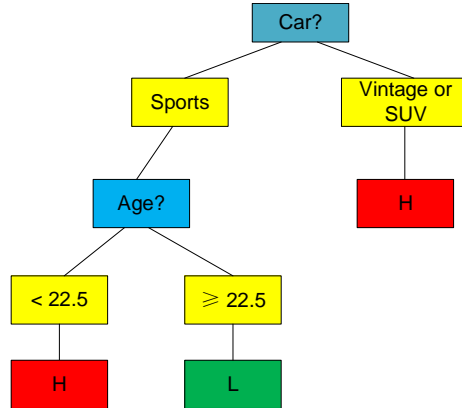 Car?
Sports
Vintage or
SUV
Age?
H
< 22.5
≥ 22.5
H
L